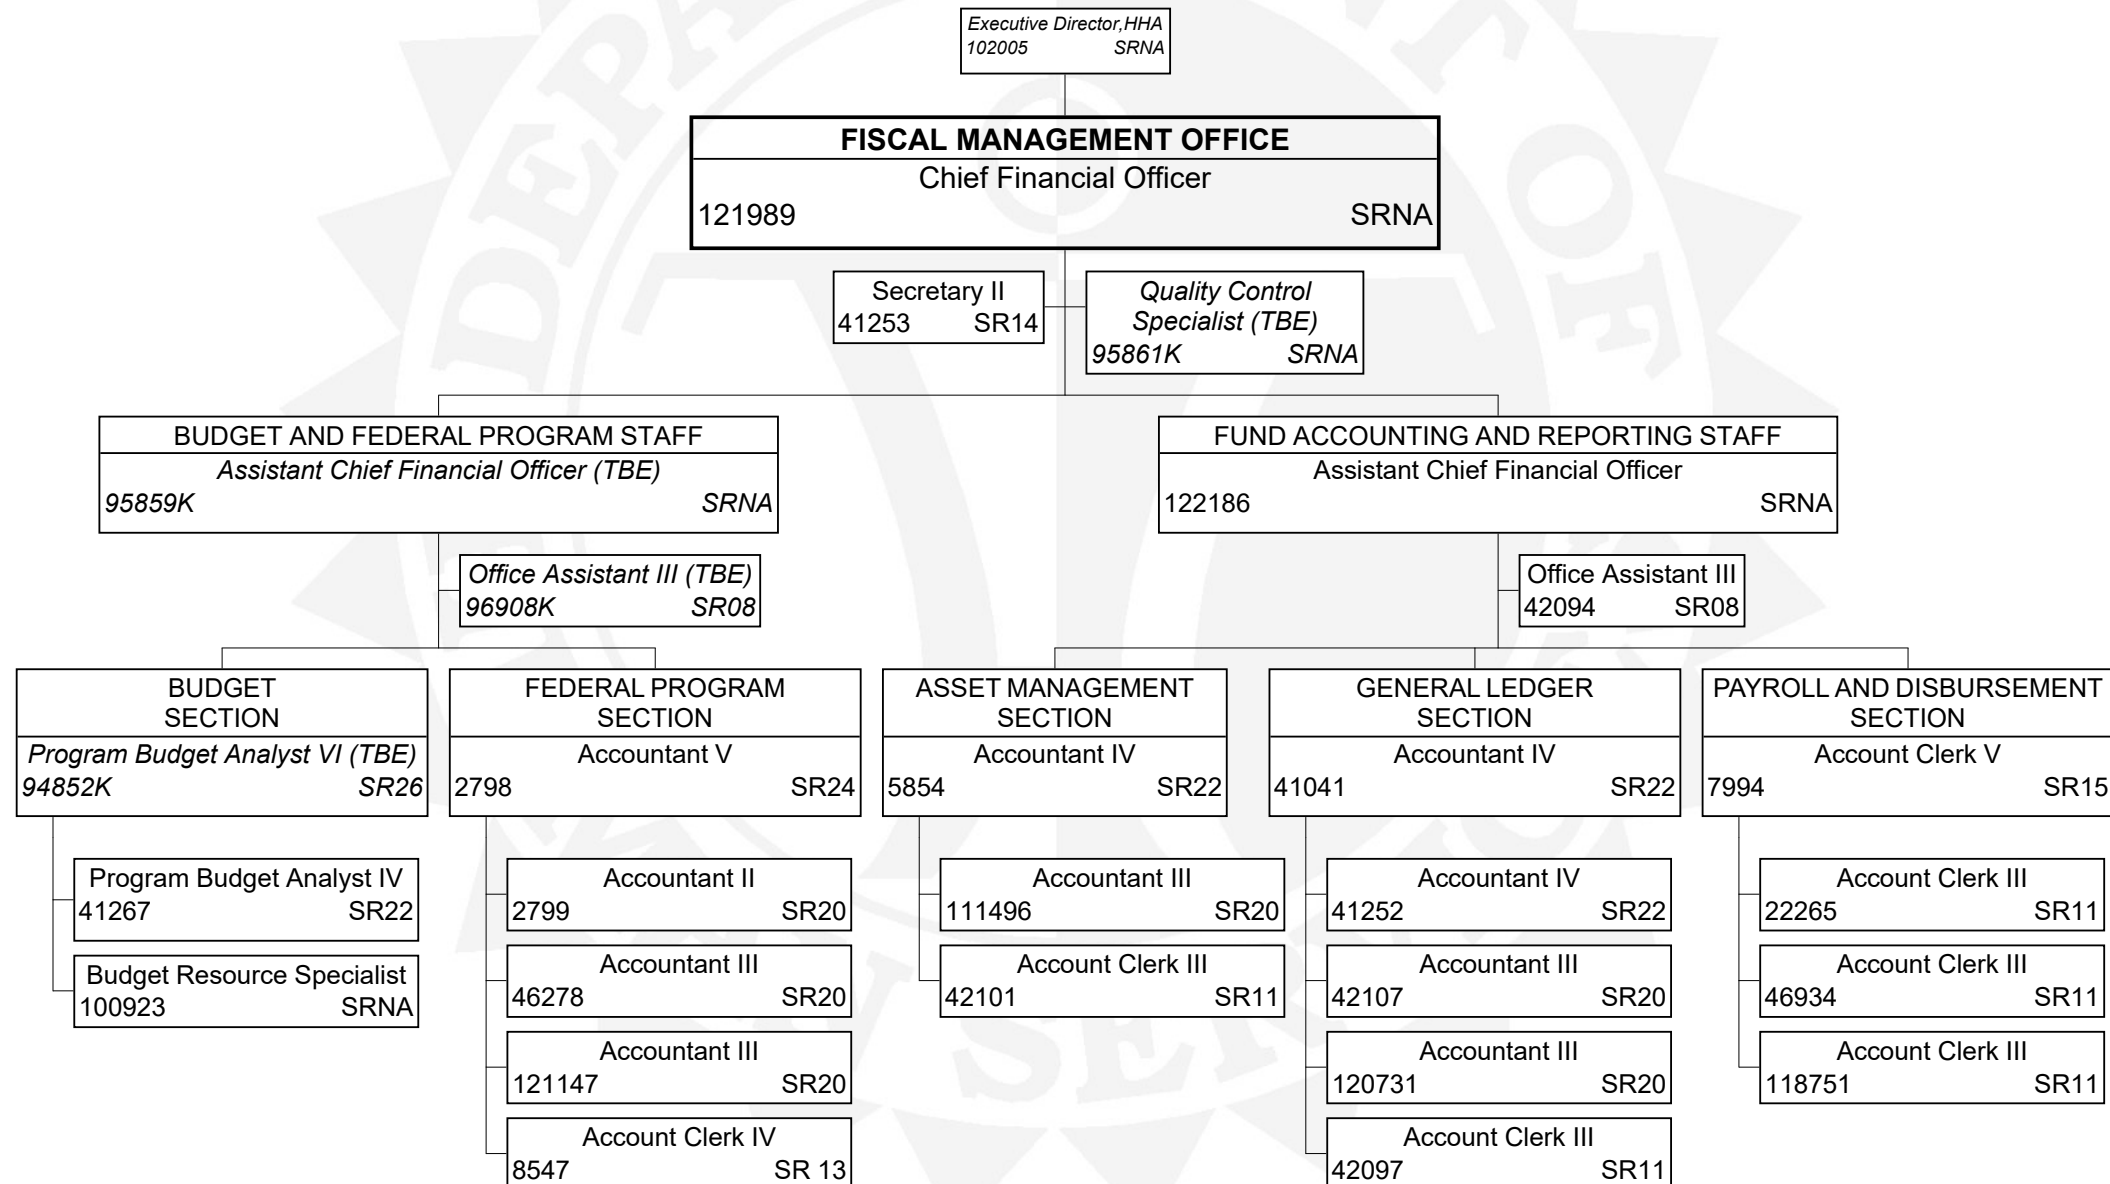 Executive Director,HHA
102005 SRNA
FISCAL MANAGEMENT OFFICE
Chief Financial Officer
121989 SRNA
Secretary II
41253 SR14
Quality Control
Specialist (TBE)
95861K SRNA
BUDGET AND FEDERAL PROGRAM STAFF
Assistant Chief Financial Officer (TBE)
95859K SRNA
FUND ACCOUNTING AND REPORTING STAFF
Assistant Chief Financial Officer
122186 SRNA
Office Assistant III (TBE)
96908K SR08
Office Assistant III
42094 SR08
BUDGET
SECTION
Program Budget Analyst VI (TBE)
94852K SR26
Program Budget Analyst IV
41267 SR22
Budget Resource Specialist
100923 SRNA
FEDERAL PROGRAM
SECTION
Accountant V
2798 SR24
Accountant II
2799 SR20
Accountant III
46278 SR20
Accountant III
121147 SR20
Account Clerk IV
8547 SR 13
ASSET MANAGEMENT
SECTION
Accountant IV
5854 SR22
Accountant III
111496 SR20
Account Clerk III
42101 SR11
GENERAL LEDGER
SECTION
Accountant IV
41041 SR22
Accountant IV
41252 SR22
Accountant III
42107 SR20
Accountant III
120731 SR20
Account Clerk III
42097 SR11
PAYROLL AND DISBURSEMENT
SECTION
Account Clerk V
7994 SR15
Account Clerk III
22265 SR11
Account Clerk III
46934 SR11
Account Clerk III
118751 SR11